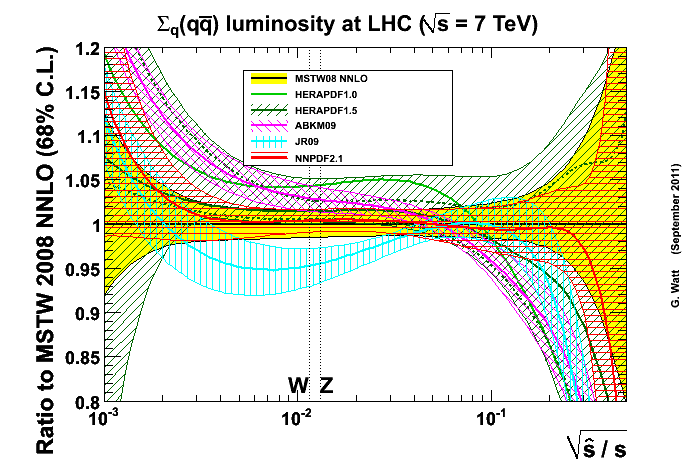 Σq(qq̅) luminosity at LHC (√s = 7 TeV)
Ratio to MSTW 2008 NNLO (68% C.L.)
1.2
1.15
1.1
1.05
1
0.95
0.9
0.85
0.8
MSTW08 NNLO
HERAPDF1.0
HERAPDF1.5
ABKM09
JR09
NNPDF2.1
W Z
10⁻³
10⁻²
10⁻¹
√ŝ / s
G. Watt (September 2011)